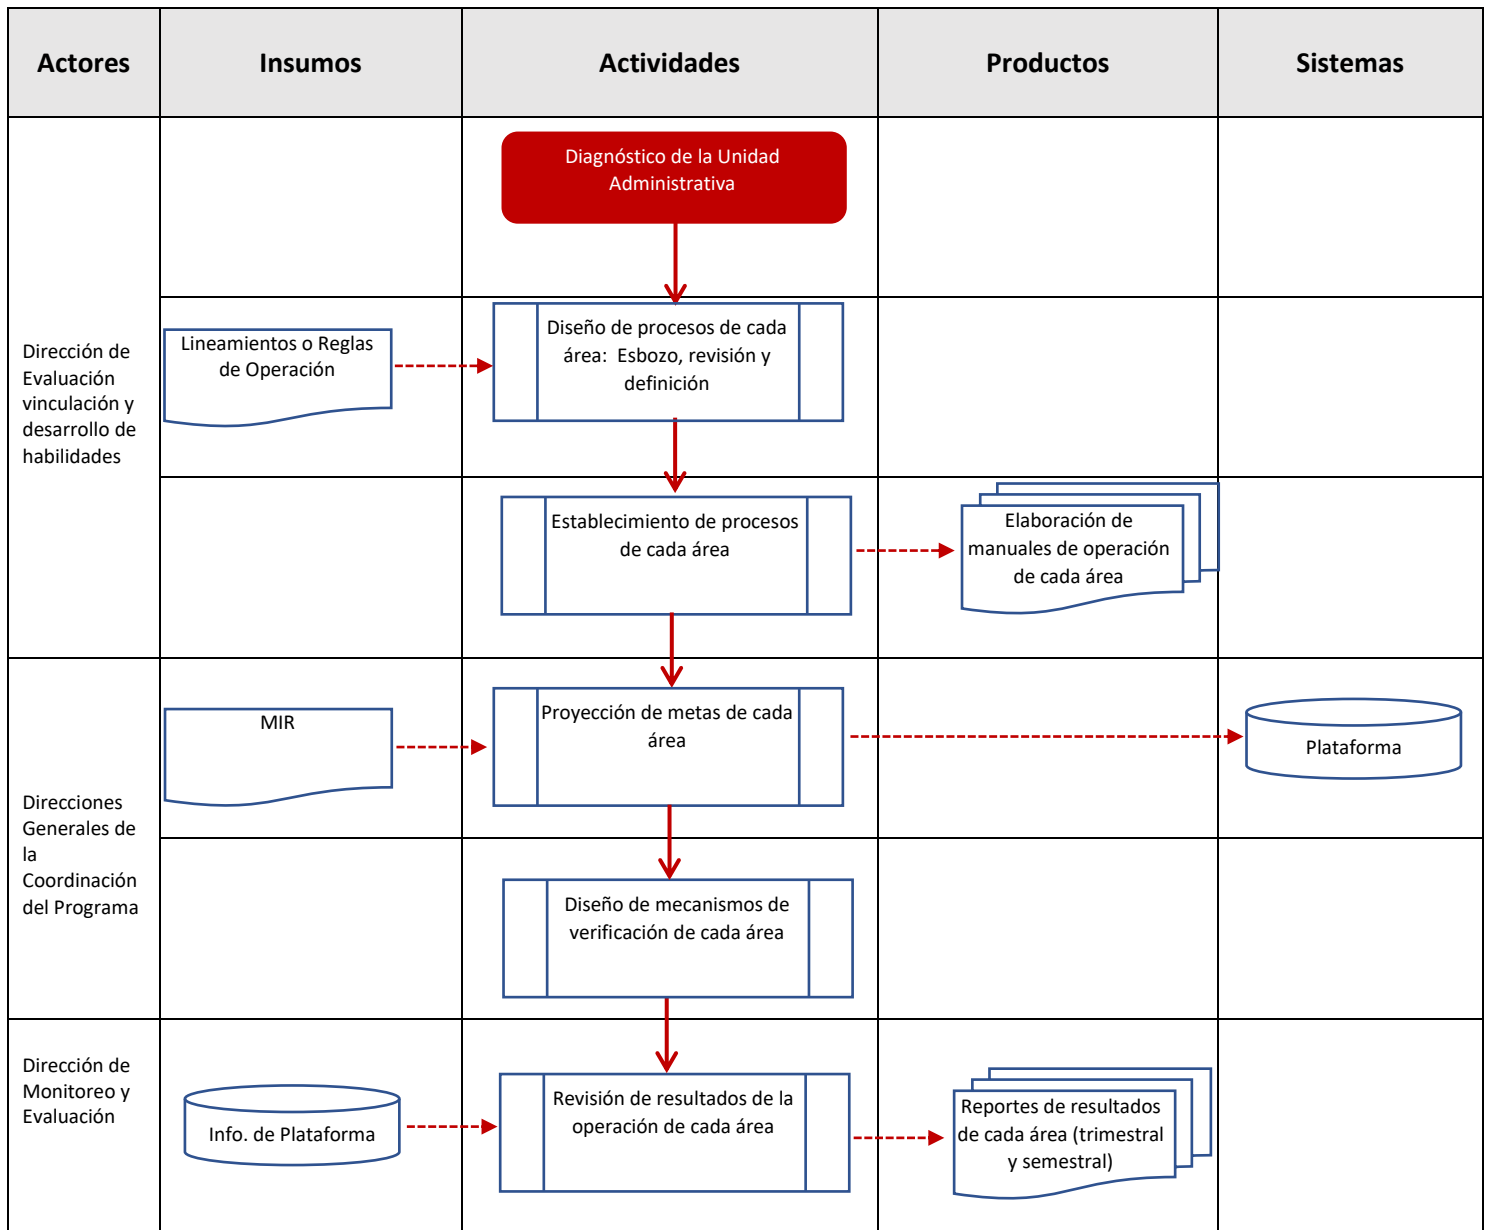 Actores
Insumos
Actividades
Productos
Sistemas
Diagnóstico de la Unidad
Administrativa
Dirección de
Evaluación
vinculación y
desarrollo de
habilidades
Lineamientos o Reglas
de Operación
Diseño de procesos de cada
área:  Esbozo, revisión y
definición
Establecimiento de procesos
de cada área
Elaboración de
manuales de operación
de cada área
Direcciones
Generales de
la
Coordinación
del Programa
MIR
Proyección de metas de cada
área
Plataforma
Diseño de mecanismos de
verificación de cada área
Dirección de
Monitoreo y
Evaluación
Info. de Plataforma
Revisión de resultados de la
operación de cada área
Reportes de resultados
de cada área (trimestral
y semestral)